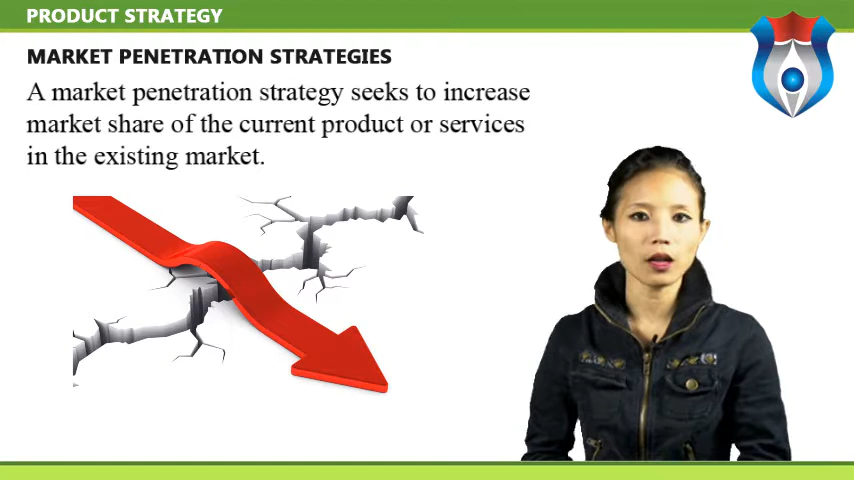 PRODUCT STRATEGY
MARKET PENETRATION STRATEGIES
A market penetration strategy seeks to increase
market share of the current product or services
in the existing market.